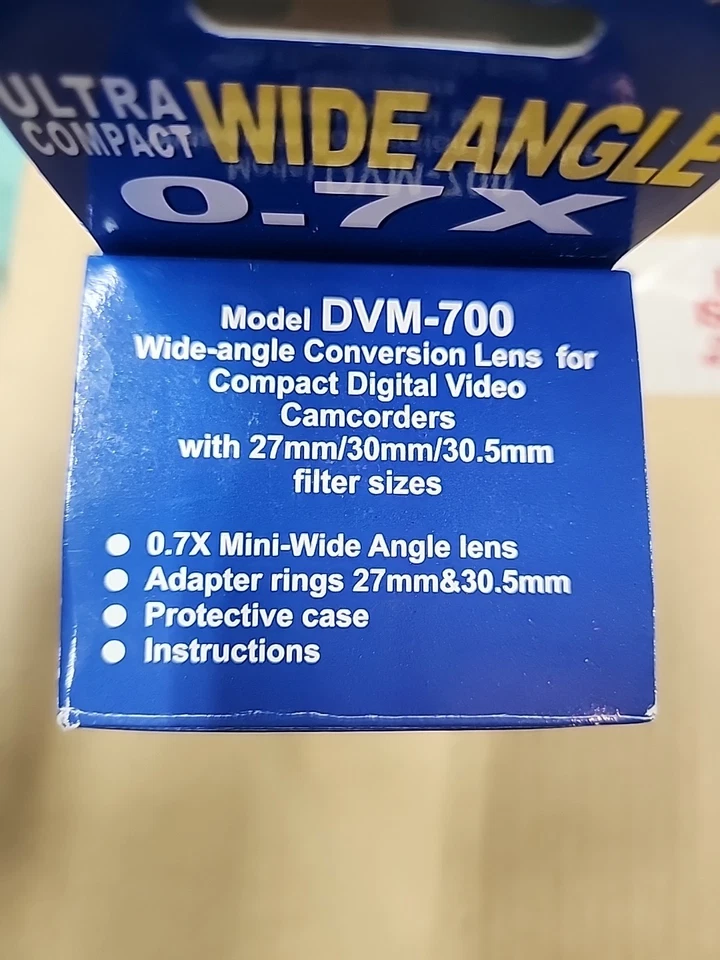 ULTRA
COMPACT
WIDE ANGLE
0.7X
Model DVM-700
Wide-angle Conversion Lens for
Compact Digital Video
Camcorders
with 27mm/30mm/30.5mm
filter sizes
● 0.7X Mini-Wide Angle lens
● Adapter rings 27mm&30.5mm
● Protective case
● Instructions